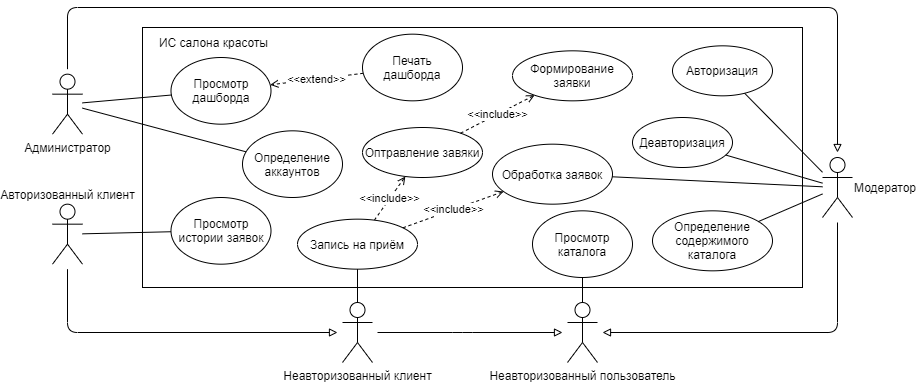 ИС салона красоты
Просмотр
дашборда
<<extend>>
Печать
дашборда
Формирование
заявки
Авторизация
<<include>>
Администратор
Определение
аккаунтов
Оптравление завяки
Обработка заявок
Деавторизация
Модератор
Авторизованный клиент
<<include>>
<<include>>
Просмотр
истории заявок
Запись на приём
Просмотр
каталога
Определение
содержимого
каталога
Неавторизованный клиент
Неавторизованный пользователь